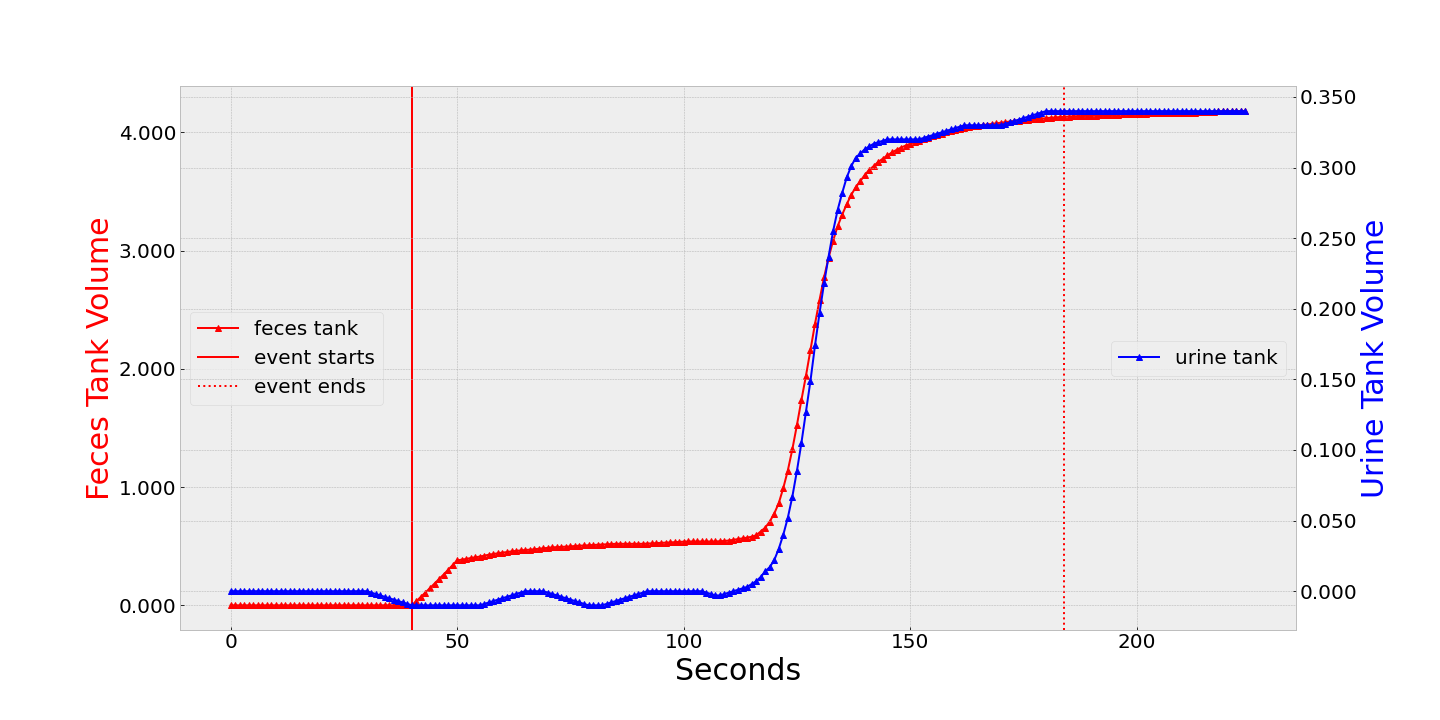 Feces Tank Volume
4.000
3.000
2.000
1.000
0.000
feces tank
event starts
event ends
urine tank
0.350
0.300
0.250
0.200
0.150
0.100
0.050
0.000
Urine Tank Volume
0 50 100 150 200
Seconds